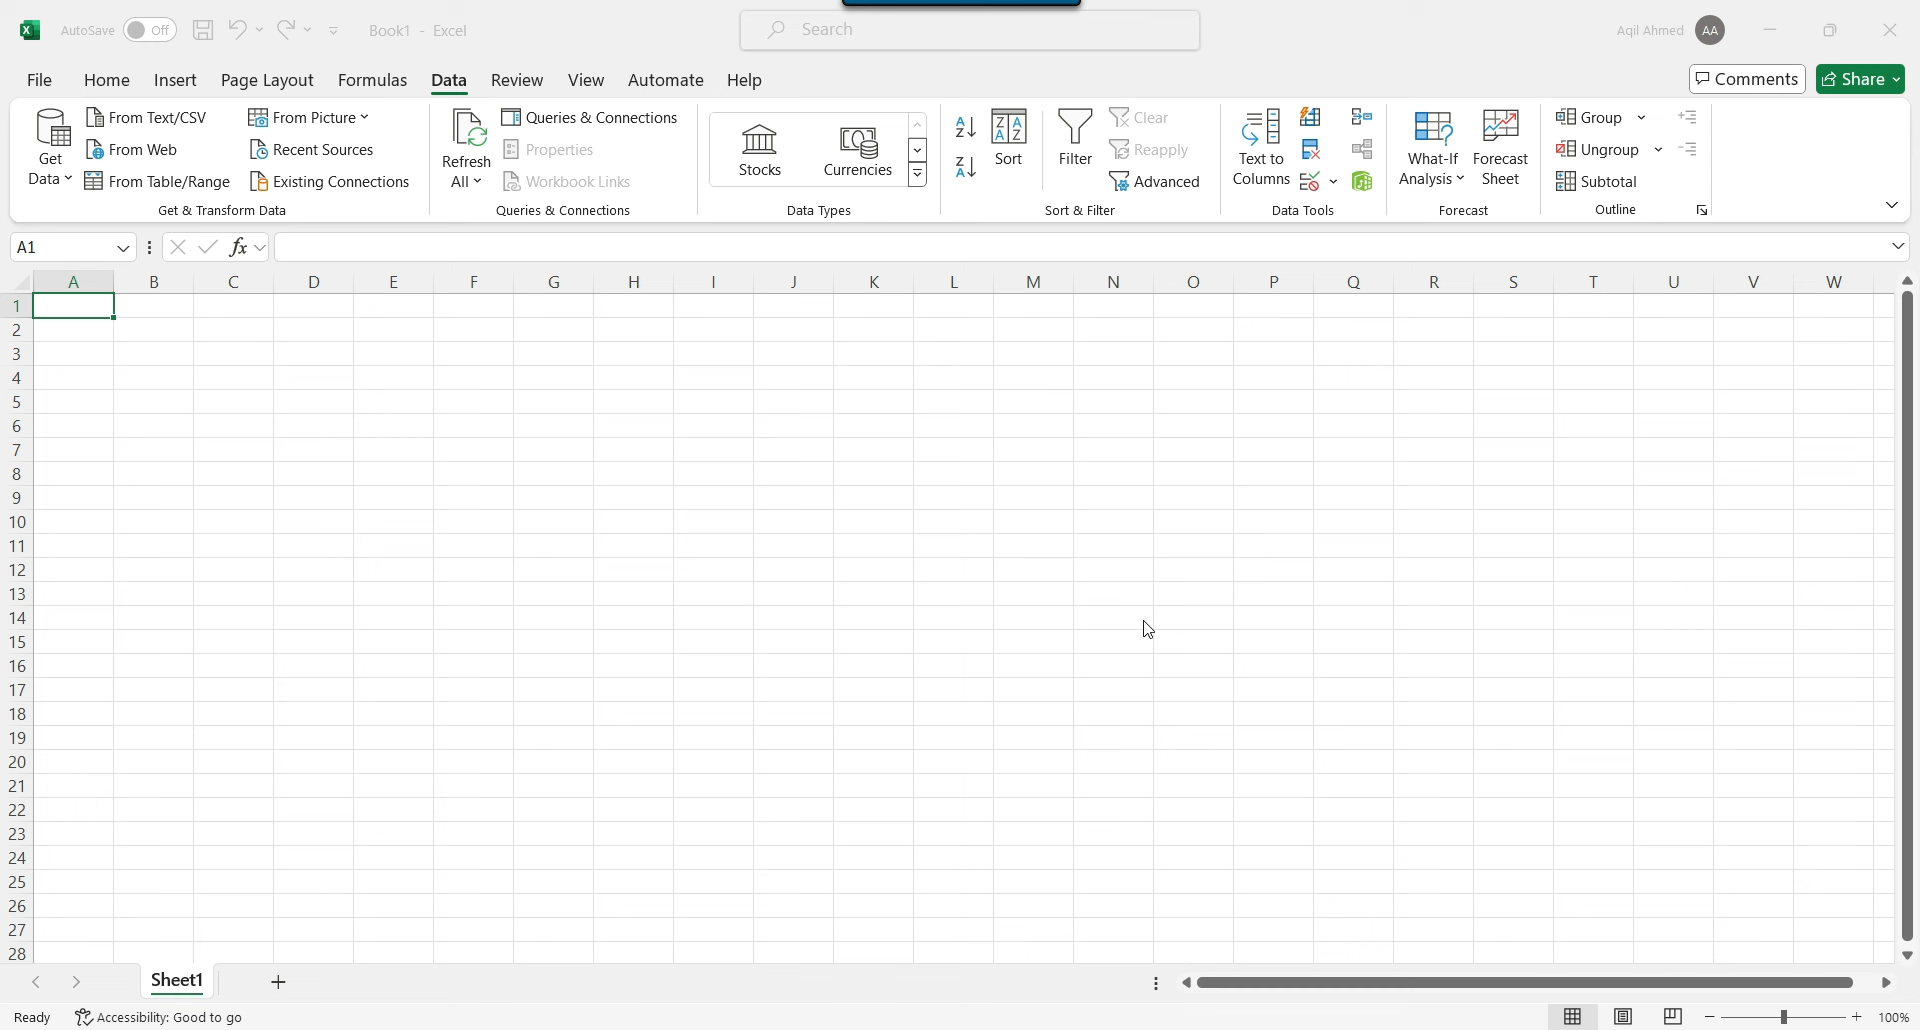 AutoSave Off Book1 - Excel Search Aqil Ahmed AA
File Home Insert Page Layout Formulas Data Review View Automate Help Comments Share
Get Data
From Text/CSV
From Web
From Table/Range
From Picture
Recent Sources
Existing Connections
Get & Transform Data
Refresh All
Queries & Connections
Properties
Workbook Links
Queries & Connections
Stocks
Currencies
Data Types
Sort
Filter
Clear
Reapply
Advanced
Sort & Filter
Text to
Columns
Data Tools
What-If
Analysis
Forecast
Sheet
Forecast
Group
Ungroup
Subtotal
Outline
A1 fx
A B C D E F G H I J K L M N O P Q R S T U V W
1
2
3
4
5
6
7
8
9
10
11
12
13
14
15
16
17
18
19
20
21
22
23
24
25
26
27
28
Sheet1
Ready Accessibility: Good to go 100%